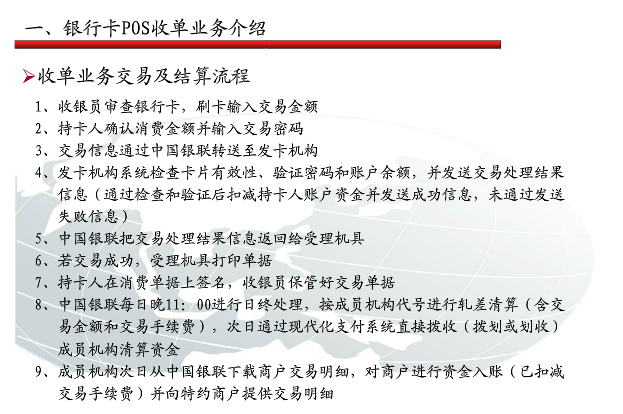 一、银行卡POS收单业务介绍
收单业务交易及结算流程
1、收银员审查银行卡，刷卡输入交易金额
2、持卡人确认消费金额并输入交易密码
3、交易信息通过中国银联转送至发卡机构
4、发卡机构系统检查卡片有效性、验证密码和账户余额，并发送交易处理结果
信息（通过检查和验证后扣减持卡人账户资金并发送成功信息，未通过发送
失败信息）
5、中国银联把交易处理结果信息返回给受理机具
6、若交易成功，受理机具打印单据
7、持卡人在消费单据上签名，收银员保管好交易单据
8、中国银联每日晚11：00进行日终处理，按成员机构代号进行轧差清算（含交
易金额和交易手续费），次日通过现代化支付系统直接拨收（拨划或划收）
成员机构清算资金
9、成员机构次日从中国银联下载商户交易明细，对商户进行资金入账（已扣减
交易手续费）并向特约商户提供交易明细